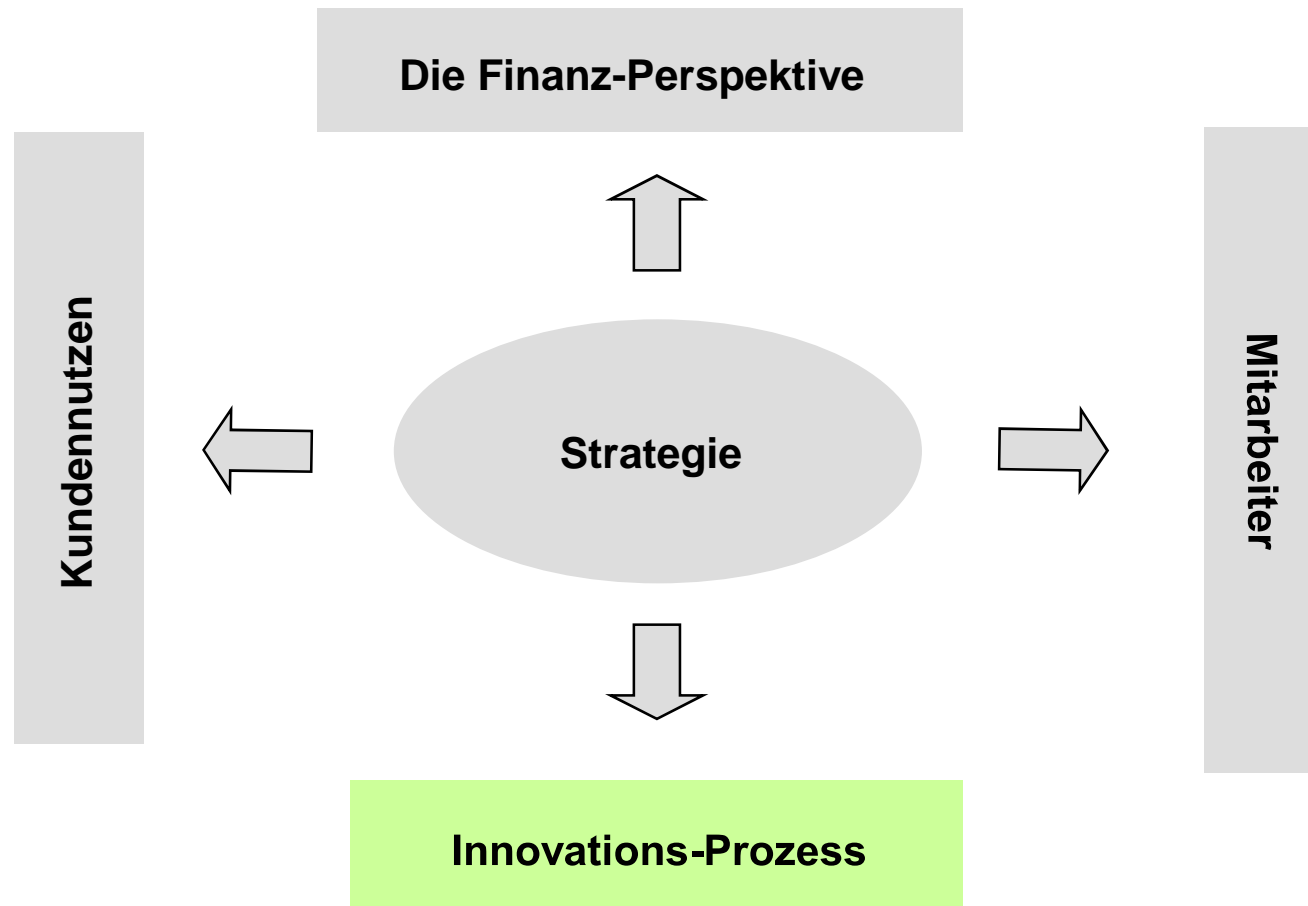 Die Finanz-Perspektive
Kundennutzen
Strategie
Mitarbeiter
Innovations-Prozess